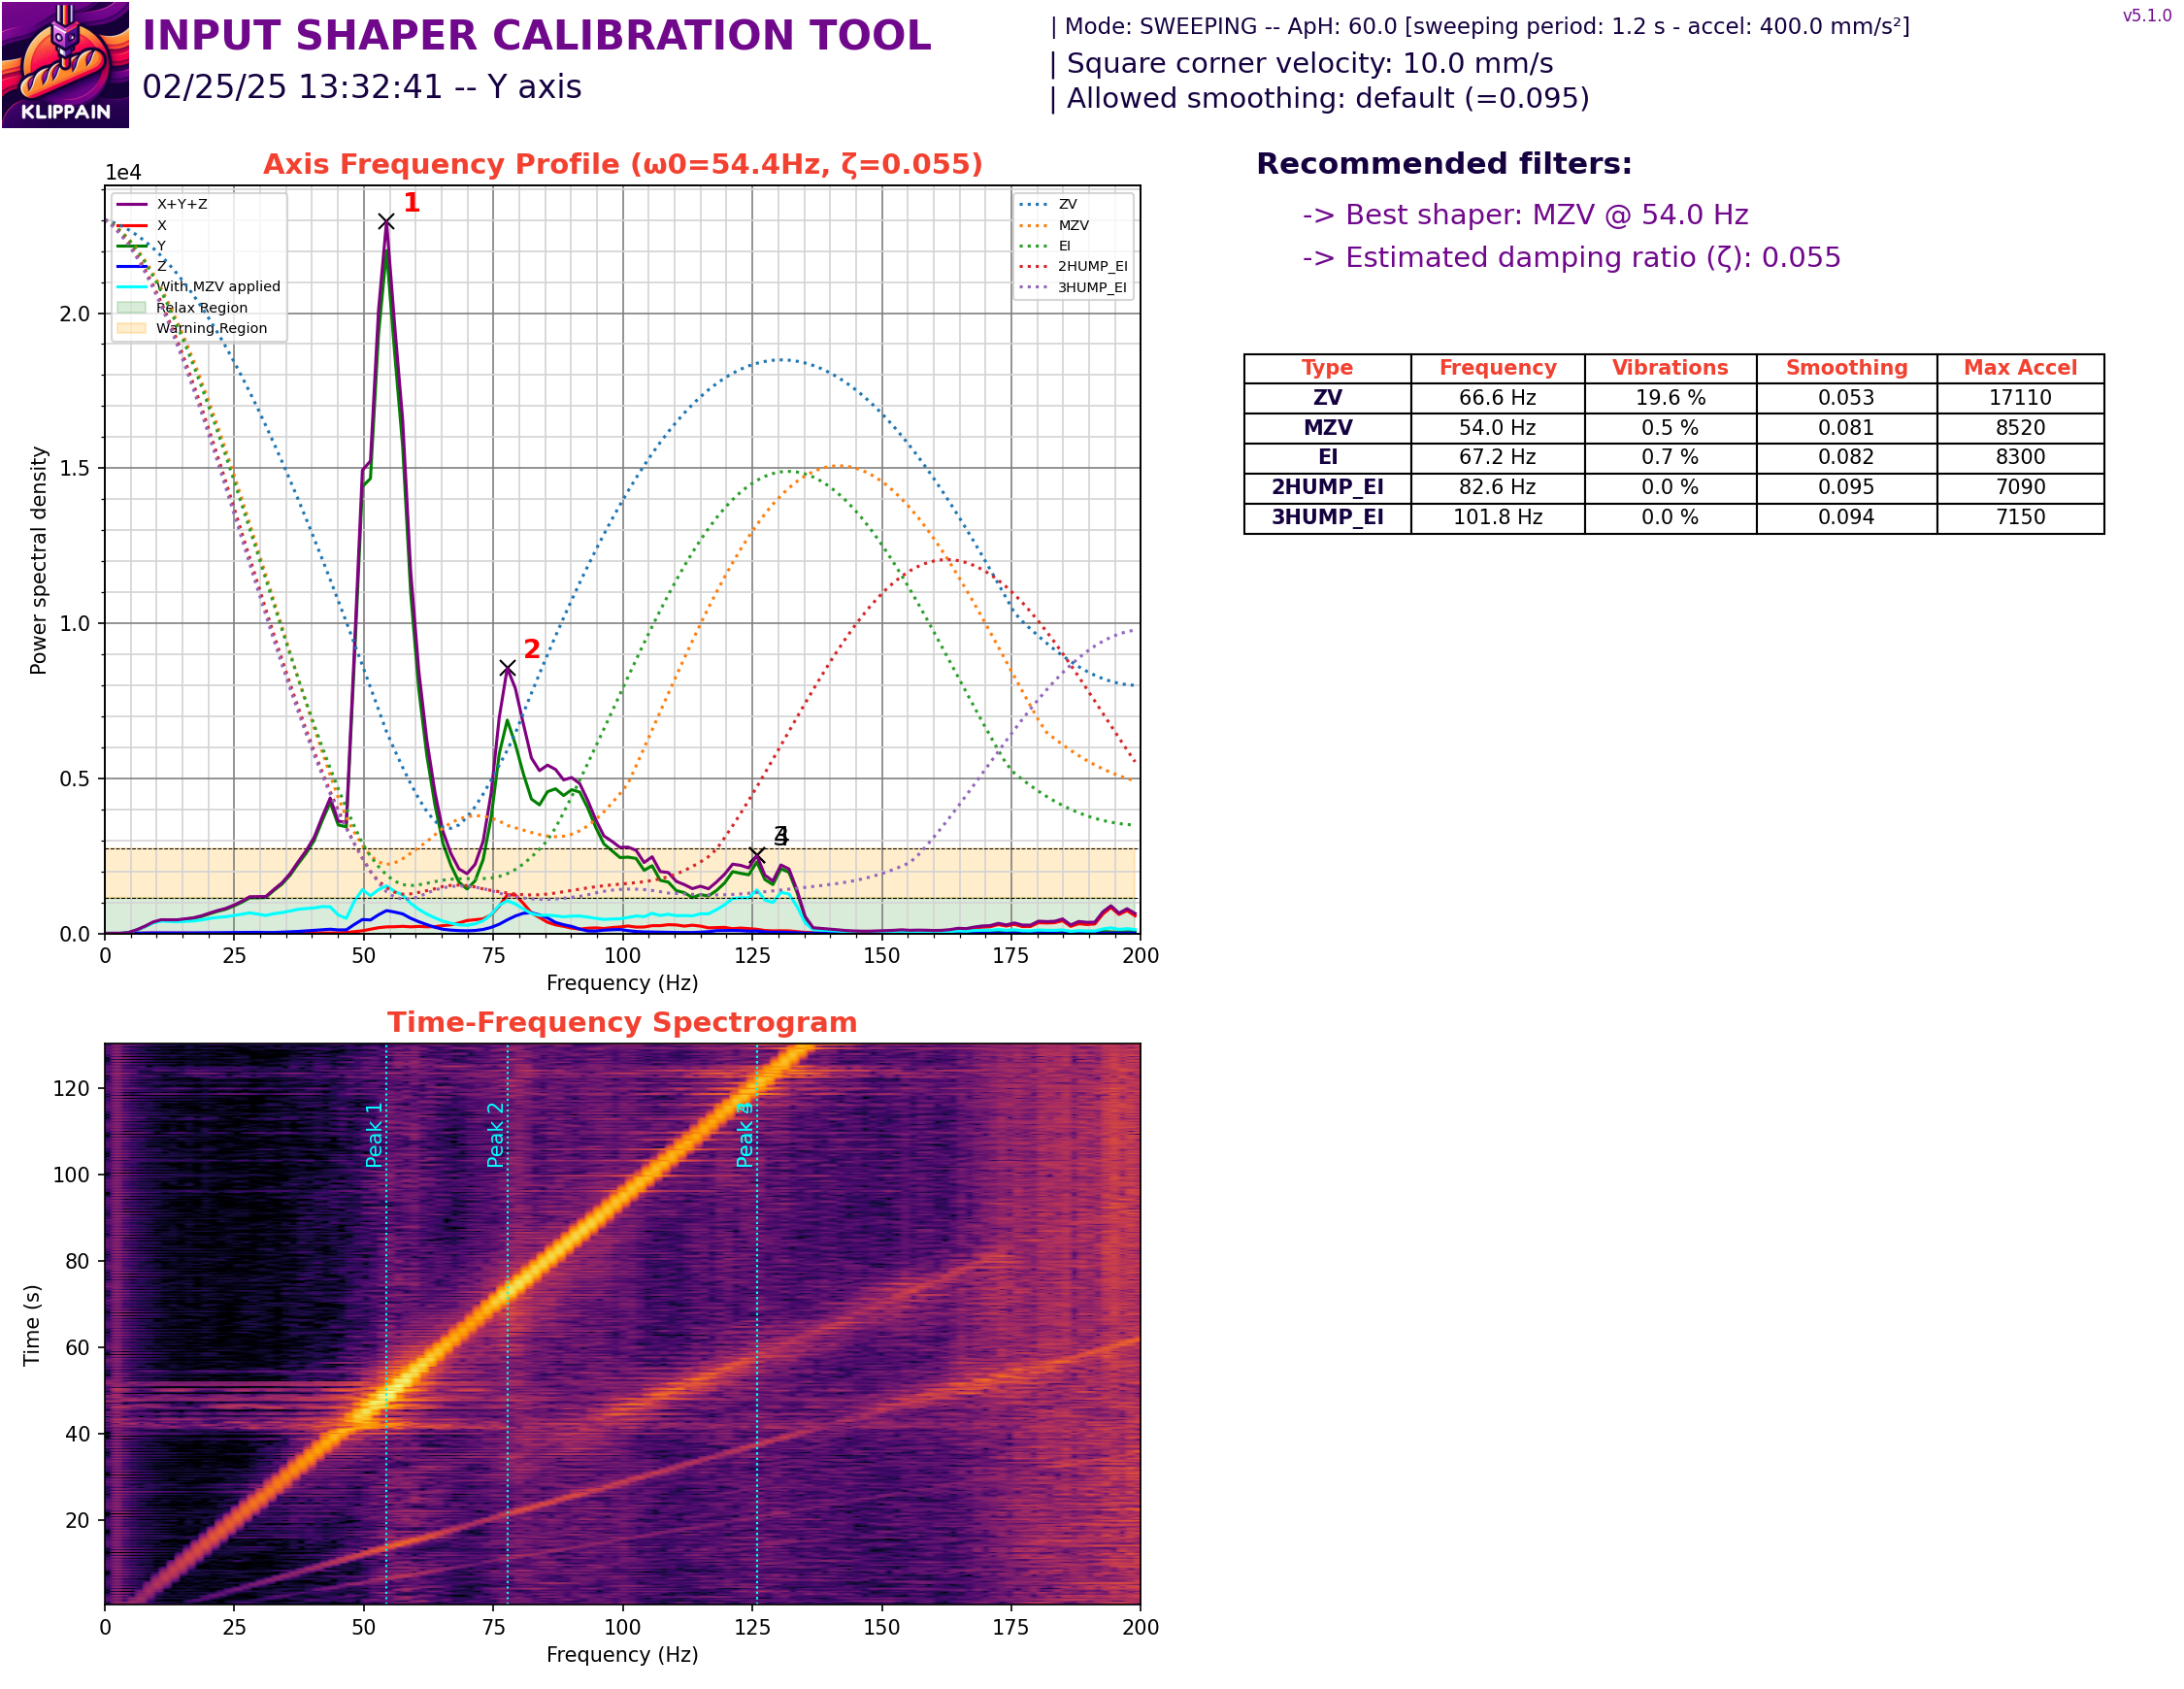 KLIPPAIN
INPUT SHAPER CALIBRATION TOOL
02/25/25 13:32:41 -- Y axis
| Mode: SWEEPING -- ApH: 60.0 [sweeping period: 1.2 s - accel: 400.0 mm/s²]
| Square corner velocity: 10.0 mm/s
| Allowed smoothing: default (=0.095)
v5.1.0
Axis Frequency Profile (ω0=54.4Hz, ζ=0.055)
1e4
X+Y+Z
X
Y
Z
With MZV applied
Relax Region
Warning Region
ZV
MZV
EI
2HUMP_EI
3HUMP_EI
1
2
4
Power spectral density
2.0
1.5
1.0
0.5
0.0
0 25 50 75 100 125 150 175 200
Frequency (Hz)
Recommended filters:
-> Best shaper: MZV @ 54.0 Hz
-> Estimated damping ratio (ζ): 0.055
Type Frequency Vibrations Smoothing Max Accel
ZV 66.6 Hz 19.6 % 0.053 17110
MZV 54.0 Hz 0.5 % 0.081 8520
EI 67.2 Hz 0.7 % 0.082 8300
2HUMP_EI 82.6 Hz 0.0 % 0.095 7090
3HUMP_EI 101.8 Hz 0.0 % 0.094 7150
Time-Frequency Spectrogram
Time (s)
120
100
80
60
40
20
Peak 1
Peak 2
Peak
0 25 50 75 100 125 150 175 200
Frequency (Hz)